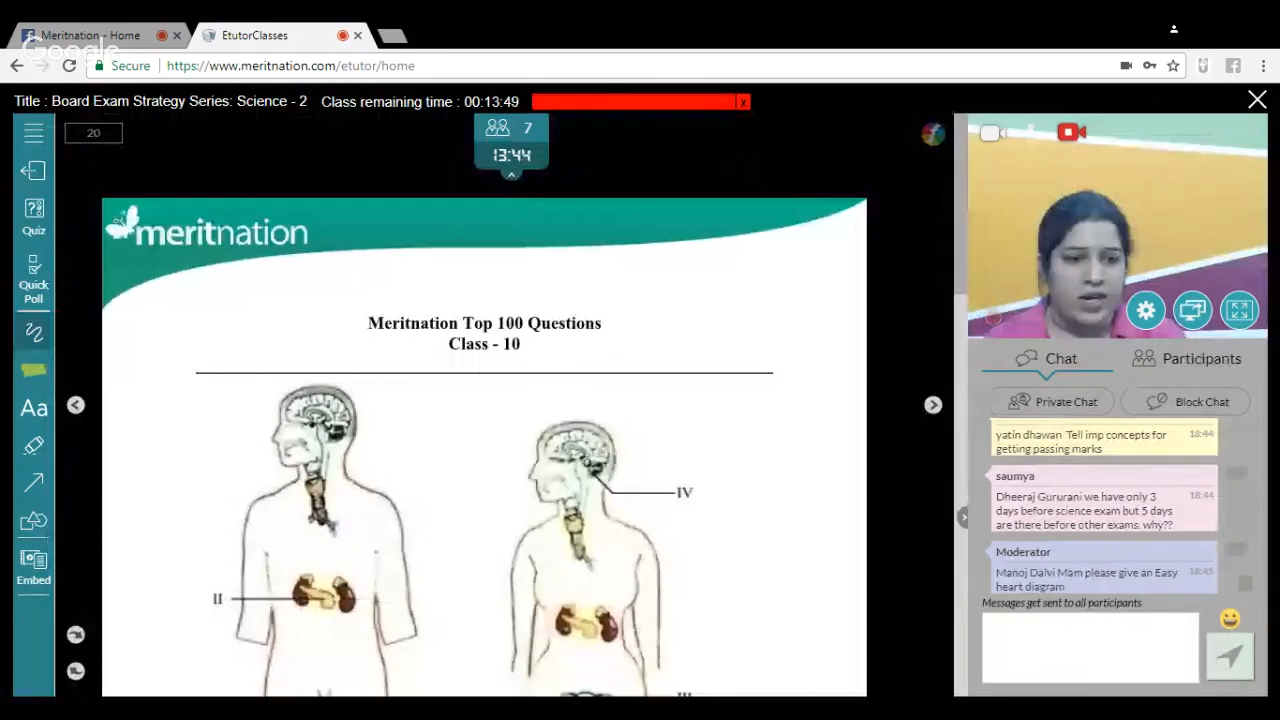 Meritnation - Home
EtutorClasses
Google
Secure
https://www.meritnation.com/etutor/home
Title : Board Exam Strategy Series: Science - 2 Class remaining time : 00:13:49
x
20
7
13:44
Quiz
Quick
Poll
Aa
Embed
meritnation
Meritnation Top 100 Questions
Class - 10
IV
II
Chat
Participants
Private Chat
Block Chat
yatin dhawan Tell imp concepts for
getting passing marks
18:44
saumya
Dheeraj Gururani we have only 3
days before science exam but 5 days
are there before other exams. why??
18:44
Moderator
Manoj Dalvi Mam please give an Easy
heart diagram
18:45
Messages get sent to all participants